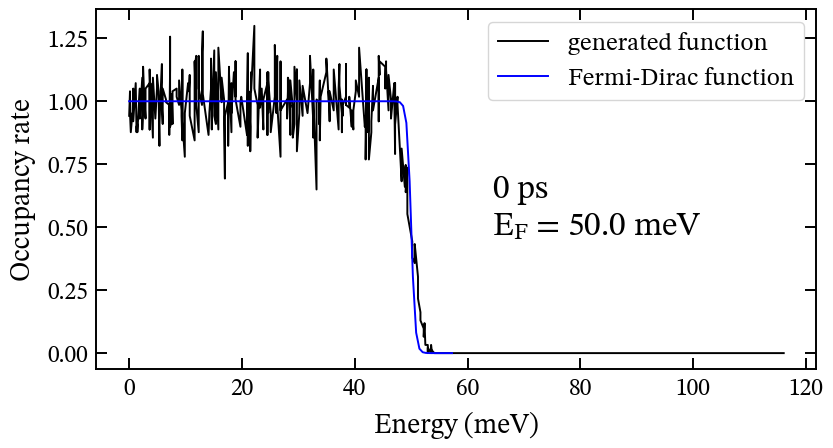 generated function
Fermi-Dirac function
0 ps
E_F = 50.0 meV
Occupancy rate
1.25
1.00
0.75
0.50
0.25
0.00
0 20 40 60 80 100 120
Energy (meV)